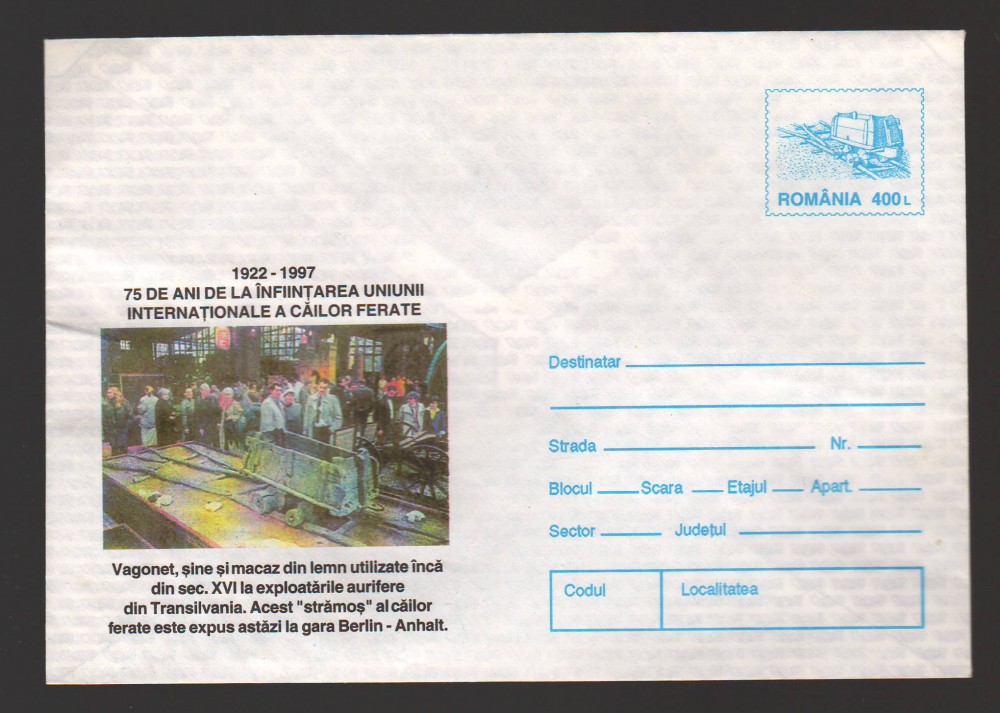 ROMÂNIA 400 L
1922 - 1997
75 DE ANI DE LA ÎNFIINȚAREA UNIUNII
INTERNAȚIONALE A CĂILOR FERATE
Vagonet, șine și macaz din lemn utilizate încă
din sec. XVI la exploatările aurifere
din Transilvania. Acest "strămoș" al căilor
ferate este expus astăzi la gara Berlin - Anhalt.
Destinatar
Strada Nr.
Blocul Scara Etajul Apart.
Sector Județul
Codul Localitatea